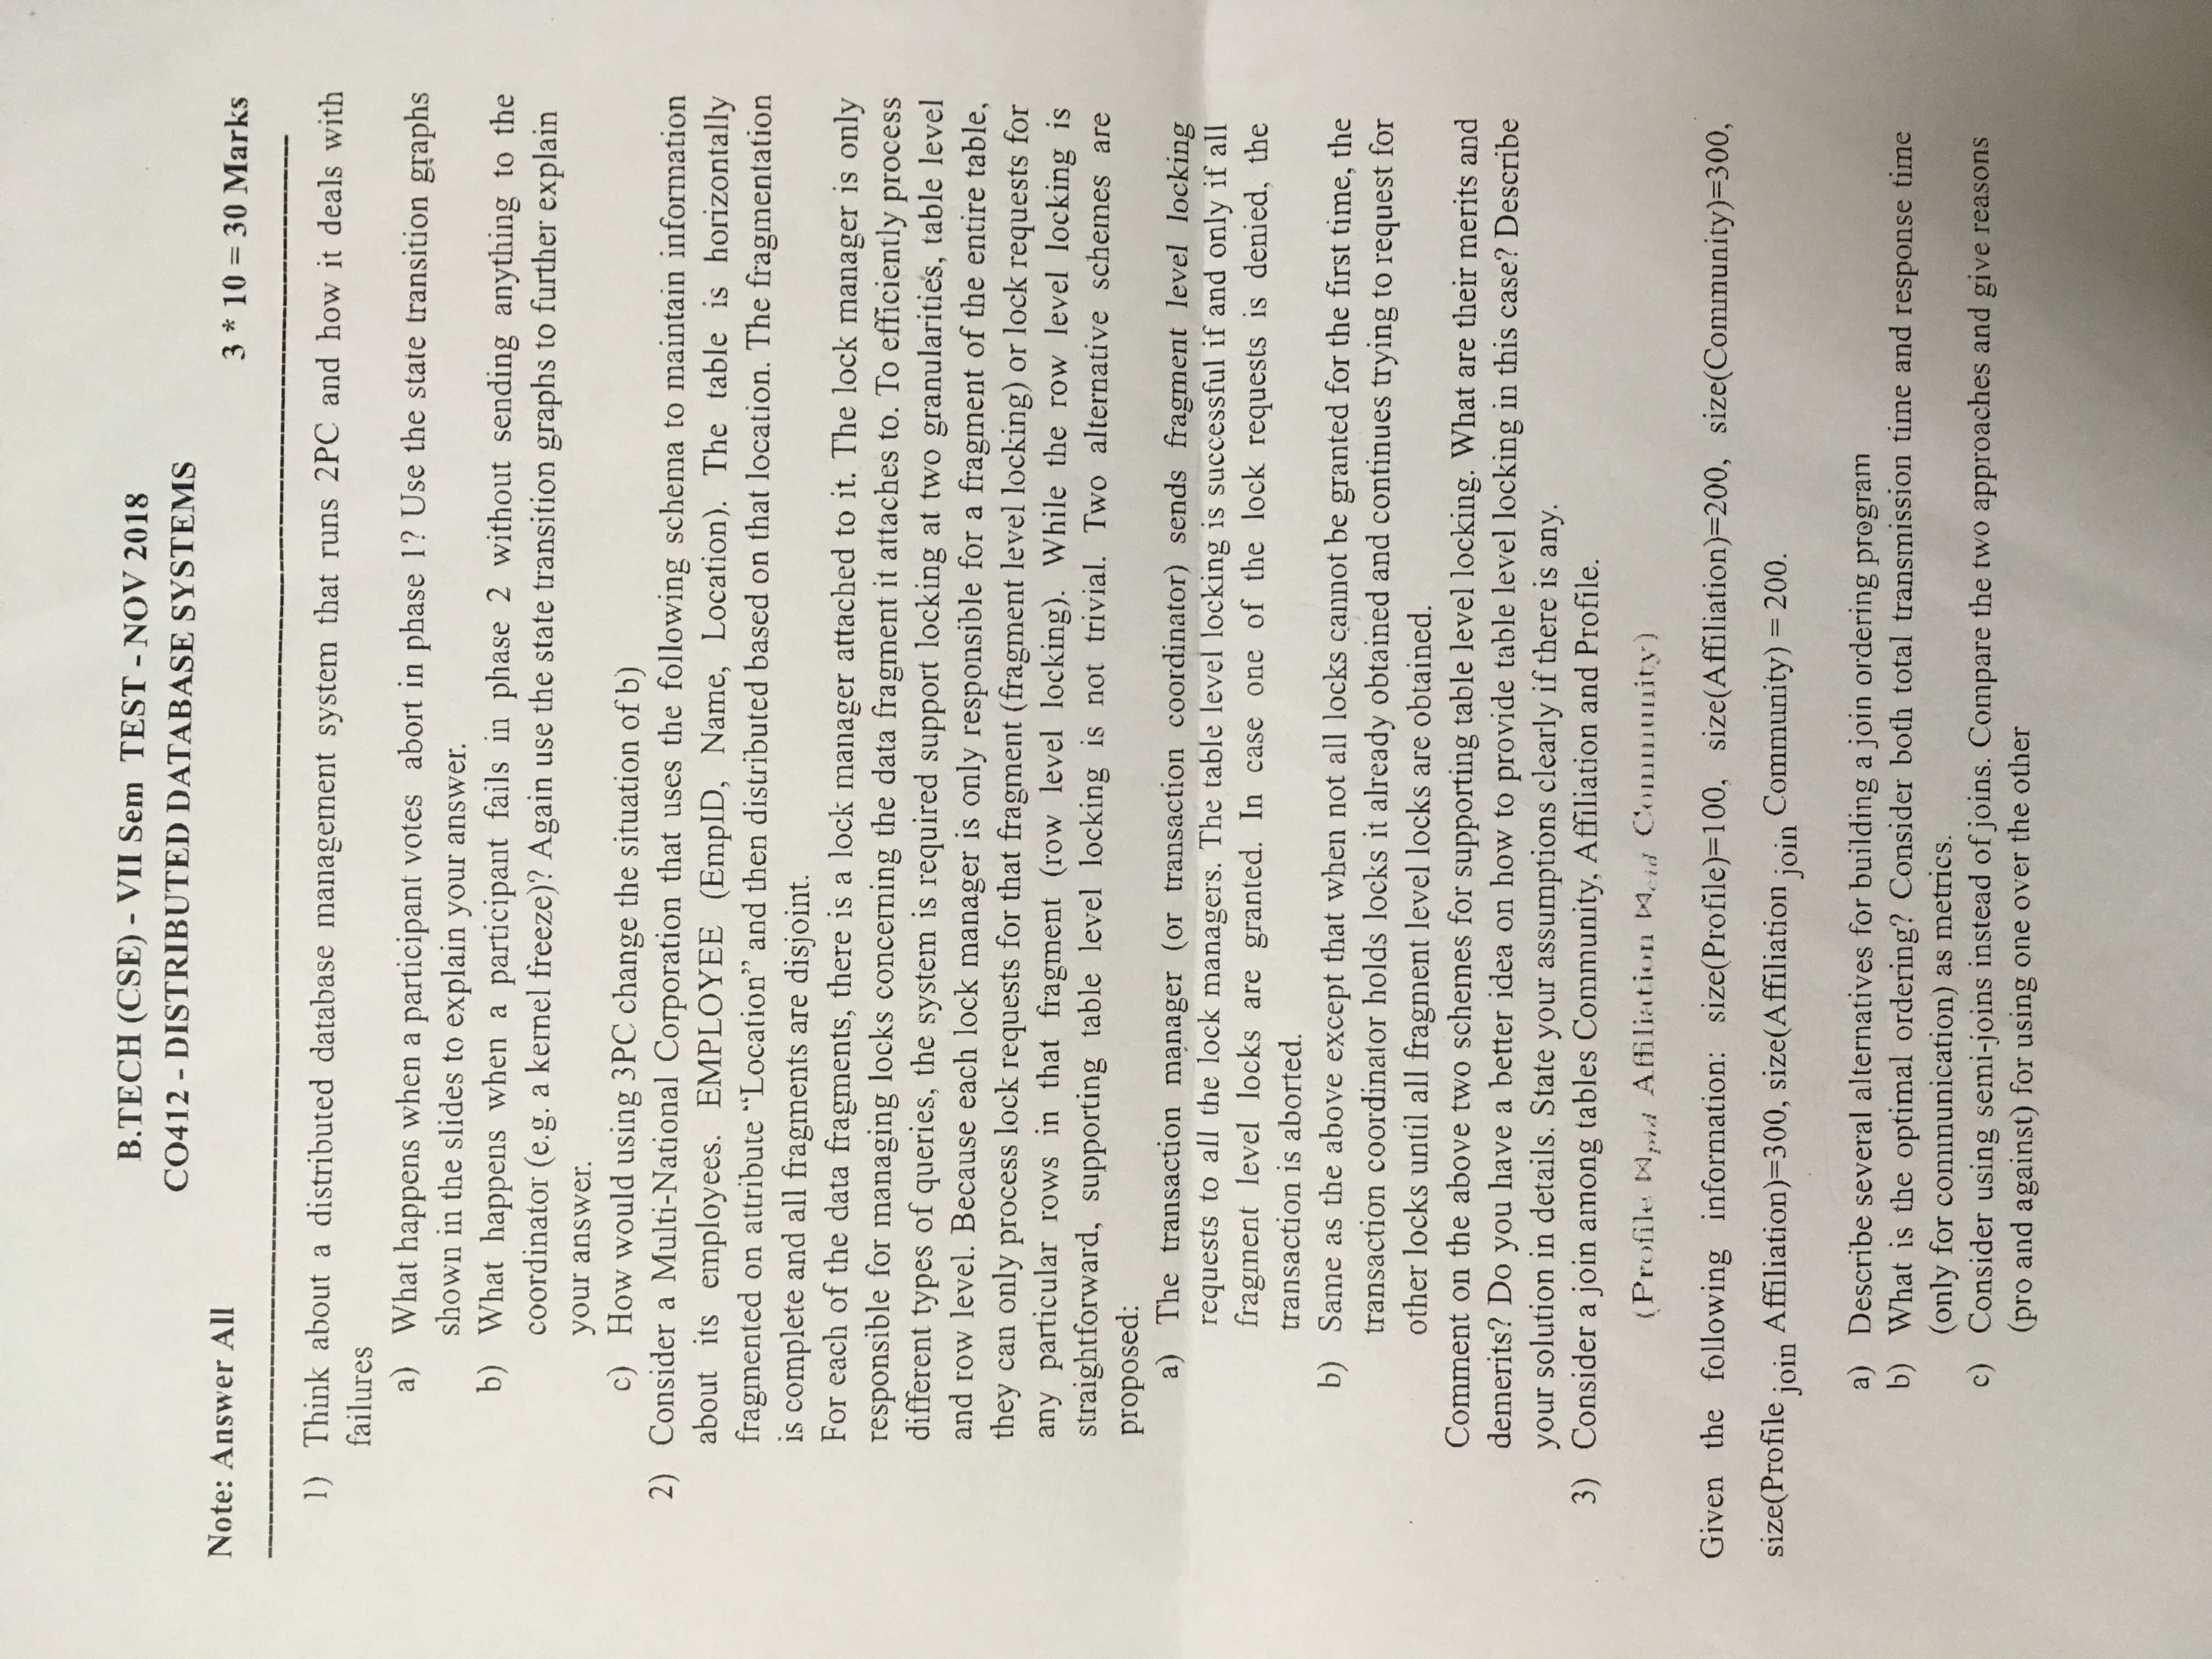 B.TECH (CSE) - VII Sem TEST - NOV 2018
CO412 - DISTRIBUTED DATABASE SYSTEMS
Note: Answer All
3 * 10 = 30 Marks
1) Think about a distributed database management system that runs 2PC and how it deals with
failures
a) What happens when a participant votes abort in phase 1? Use the state transition graphs
shown in the slides to explain your answer.
b) What happens when a participant fails in phase 2 without sending anything to the
coordinator (e.g. a kernel freeze)? Again use the state transition graphs to further explain
your answer.
c) How would using 3PC change the situation of b)
2) Consider a Multi-National Corporation that uses the following schema to maintain information
about its employees. EMPLOYEE (EmpID, Name, Location). The table is horizontally
fragmented on attribute “Location” and then distributed based on that location. The fragmentation
is complete and all fragments are disjoint.
For each of the data fragments, there is a lock manager attached to it. The lock manager is only
responsible for managing locks concerning the data fragment it attaches to. To efficiently process
different types of queries, the system is required support locking at two granularities, table level
and row level. Because each lock manager is only responsible for a fragment of the entire table,
they can only process lock requests for that fragment (fragment level locking) or lock requests for
any particular rows in that fragment (row level locking). While the row level locking is
straightforward, supporting table level locking is not trivial. Two alternative schemes are
proposed:
a) The transaction manager (or transaction coordinator) sends fragment level locking
requests to all the lock managers. The table level locking is successful if and only if all
fragment level locks are granted. In case one of the lock requests is denied, the
transaction is aborted.
b) Same as the above except that when not all locks cannot be granted for the first time, the
transaction coordinator holds locks it already obtained and continues trying to request for
other locks until all fragment level locks are obtained.
Comment on the above two schemes for supporting table level locking. What are their merits and
demerits? Do you have a better idea on how to provide table level locking in this case? Describe
your solution in details. State your assumptions clearly if there is any.
3) Consider a join among tables Community, Affiliation and Profile.
(Profile ⋈pid Affiliation ⋈cid Community)
Given the following information: size(Profile)=100, size(Affiliation)=200, size(Community)=300,
size(Profile join Affiliation)=300, size(Affiliation join Community) = 200.
a) Describe several alternatives for building a join ordering program
b) What is the optimal ordering? Consider both total transmission time and response time
(only for communication) as metrics.
c) Consider using semi-joins instead of joins. Compare the two approaches and give reasons
(pro and against) for using one over the other